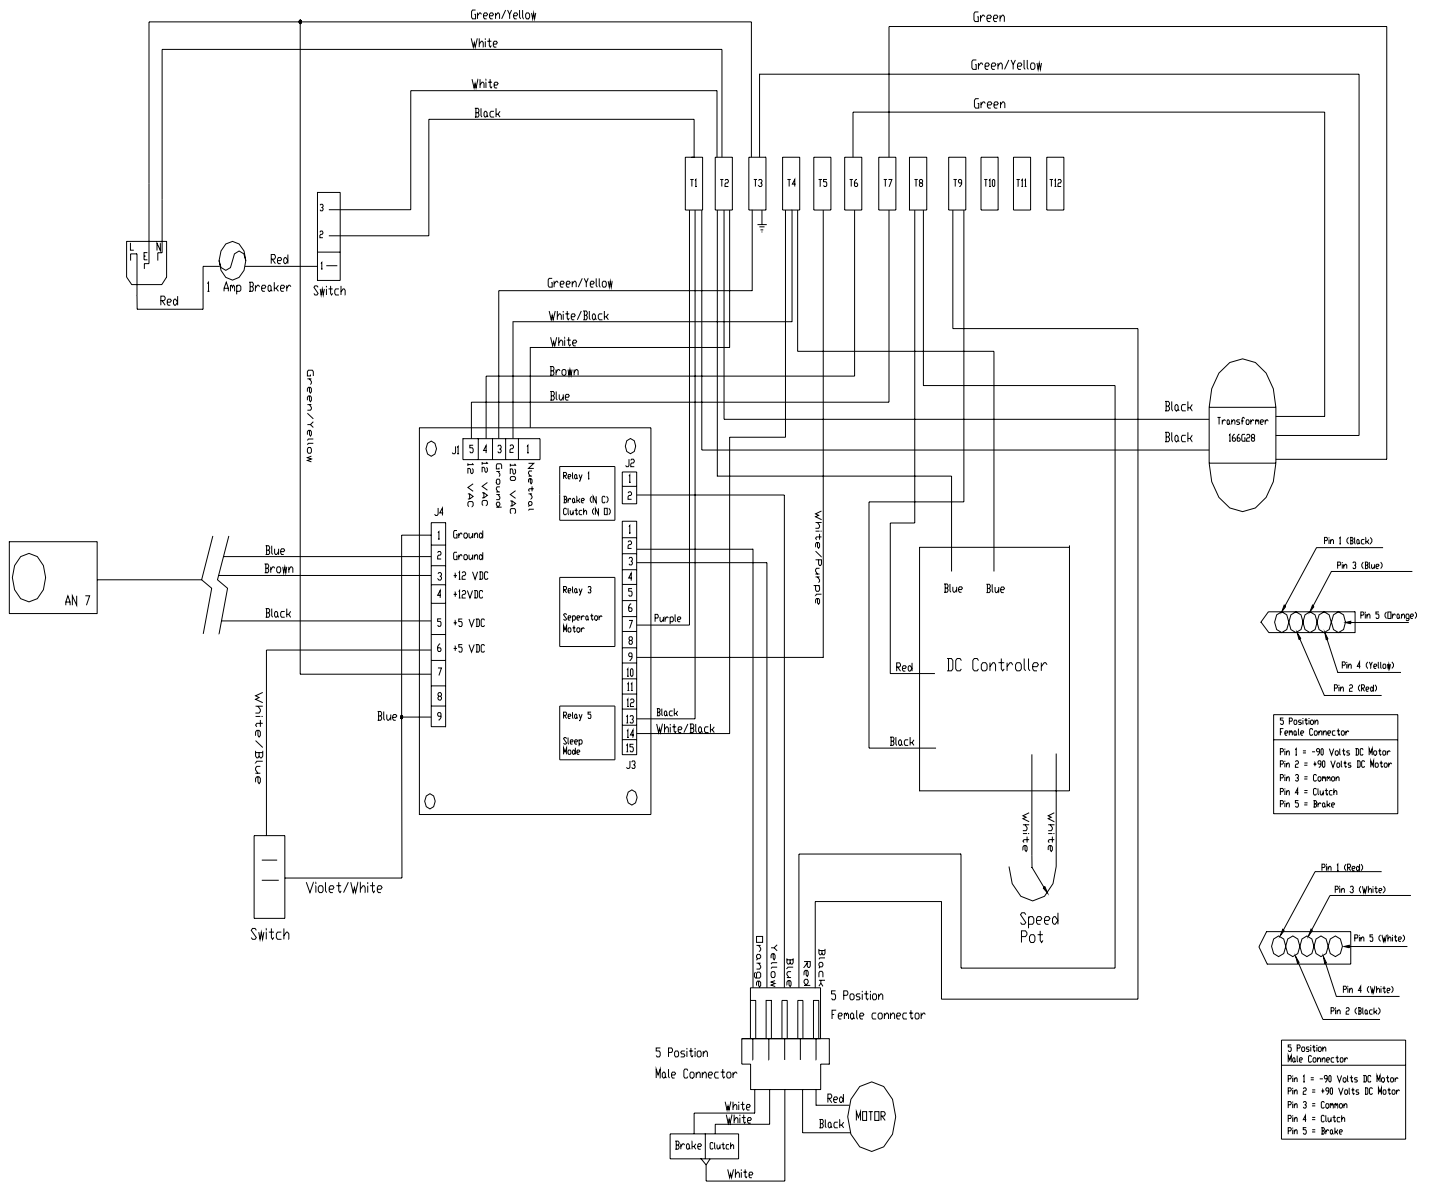 Green/Yellow
Green
White
Green/Yellow
White
Green
Black
T1 T2 T3 T4 T5 T6 T7 T8 T9 T10 T11 T12
3
2
1
Switch
L E N
Red
1 Amp Breaker
Red
Green/Yellow
White/Black
White
Brown
Blue
Green/Yellow
Black
Black
Transformer
166G28
J1 5 4 3 2 1
12 VAC
12 VAC
Ground
120 VAC
Nuetral
J2
1
2
Relay 1
Brake (N C)
Clutch (N O)
J4
1 Ground
2 Ground
3 +12 VDC
4 +12VDC
5 +5 VDC
6 +5 VDC
7
8
9
Blue
Brown
Black
AN 7
Relay 3
Seperator
Motor
Relay 5
Sleep
Mode
1
2
3
4
5
6
7
8
9
10
11
12
13
14
15
J3
Purple
Black
White/Black
White/Purple
Blue
White/Blue
Violet/White
Switch
Blue Blue
DC Controller
Red
Black
White
White
Speed
Pot
Pin 1 (Black)
Pin 3 (Blue)
Pin 5 (Orange)
Pin 4 (Yellow)
Pin 2 (Red)
5 Position
Female Connector
Pin 1 = -90 Volts DC Motor
Pin 2 = +90 Volts DC Motor
Pin 3 = Common
Pin 4 = Clutch
Pin 5 = Brake
Pin 1 (Red)
Pin 3 (White)
Pin 5 (White)
Pin 4 (White)
Pin 2 (Black)
5 Position
Male Connector
Pin 1 = -90 Volts DC Motor
Pin 2 = +90 Volts DC Motor
Pin 3 = Common
Pin 4 = Clutch
Pin 5 = Brake
Orange
Yellow
Blue
Red
Black
5 Position
Female connector
5 Position
Male Connector
White
White
Brake Clutch
White
Red
Black
MOTOR